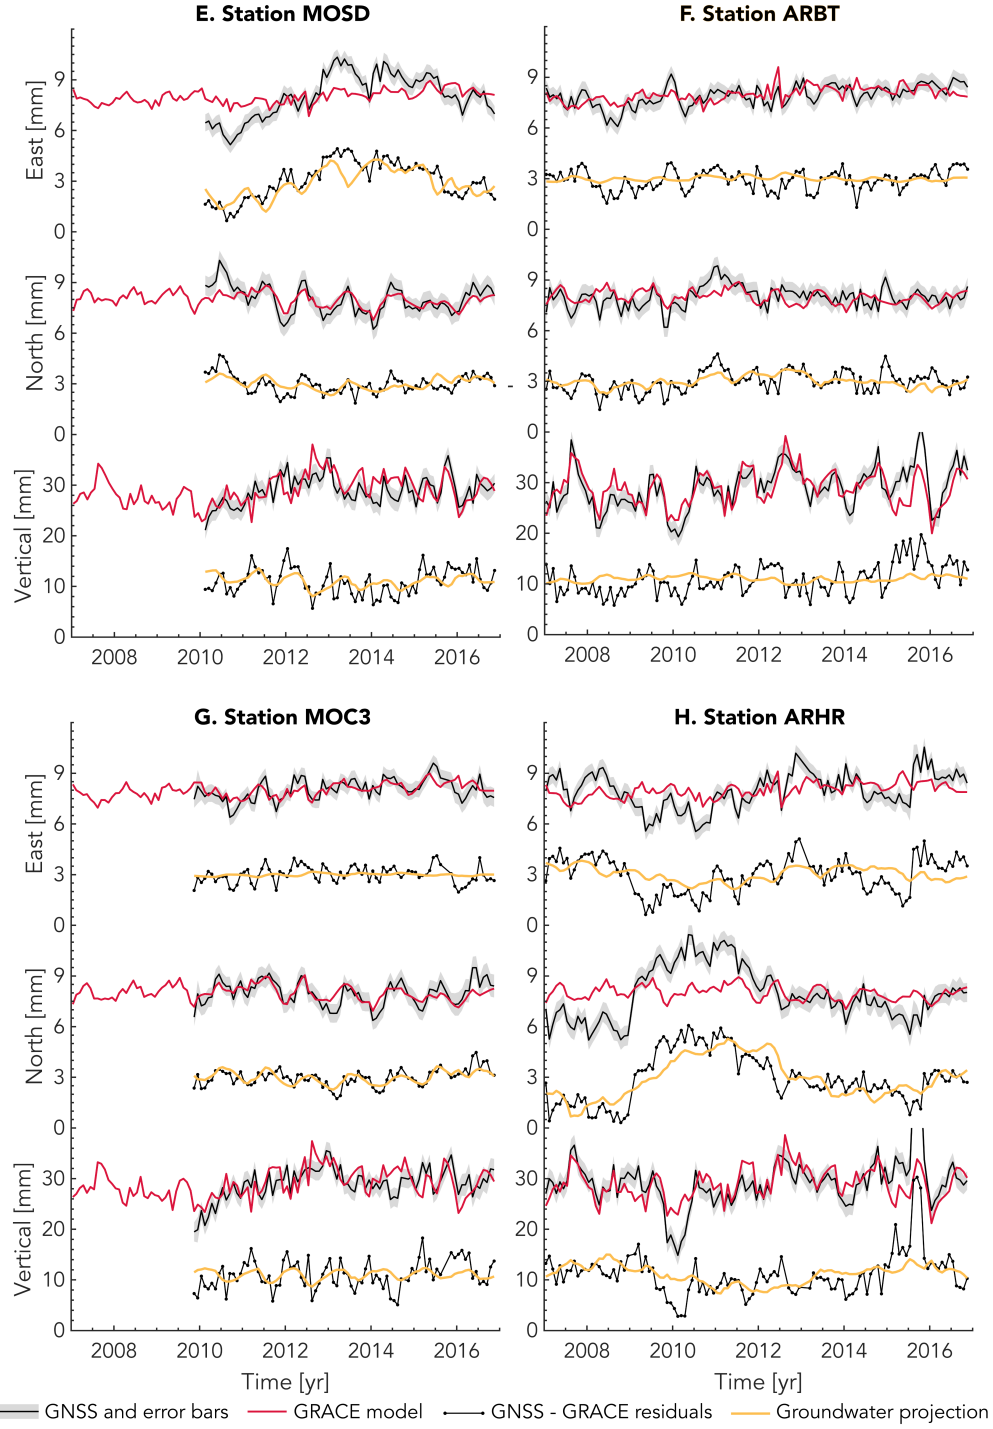 E. Station MOSD
F. Station ARBT
East [mm]
9
6
3
0
9
6
3
North [mm]
9
6
3
0
0
9
6
3
0
Vertical [mm]
30
20
10
0
30
20
10
0
2008 2010 2012 2014 2016
2008 2010 2012 2014 2016
G. Station MOC3
H. Station ARHR
East [mm]
9
6
3
0
9
6
3
0
North [mm]
9
6
3
0
9
6
3
0
Vertical [mm]
30
20
10
0
30
20
10
0
2008 2010 2012 2014 2016
2008 2010 2012 2014 2016
Time [yr]
Time [yr]
GNSS and error bars GRACE model GNSS - GRACE residuals Groundwater projection